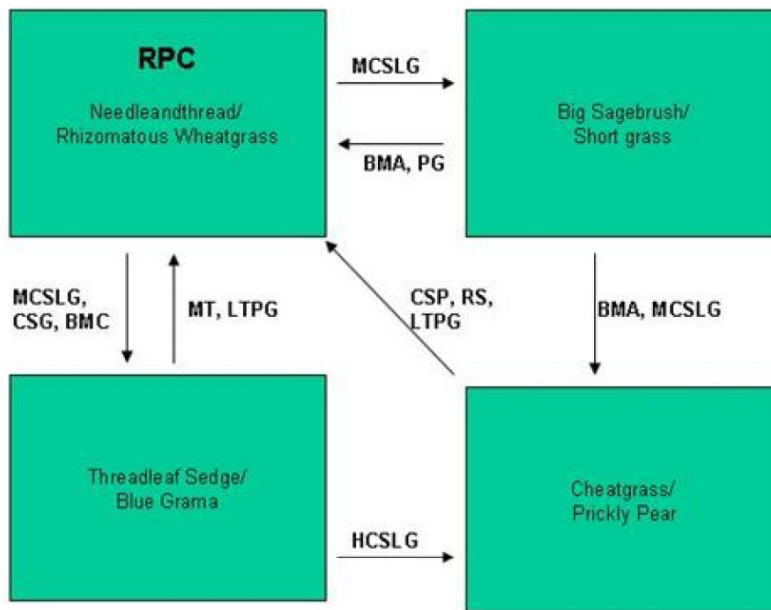 RPC
Needleandthread/
Rhizomatous Wheatgrass
MCSLG
BMA, PG
Big Sagebrush/
Short grass
MCSLG,
CSG, BMC
MT, LTPG
CSP, RS,
LTPG
BMA, MCSLG
Threadleaf Sedge/
Blue Grama
HCSLG
Cheatgrass/
Prickly Pear